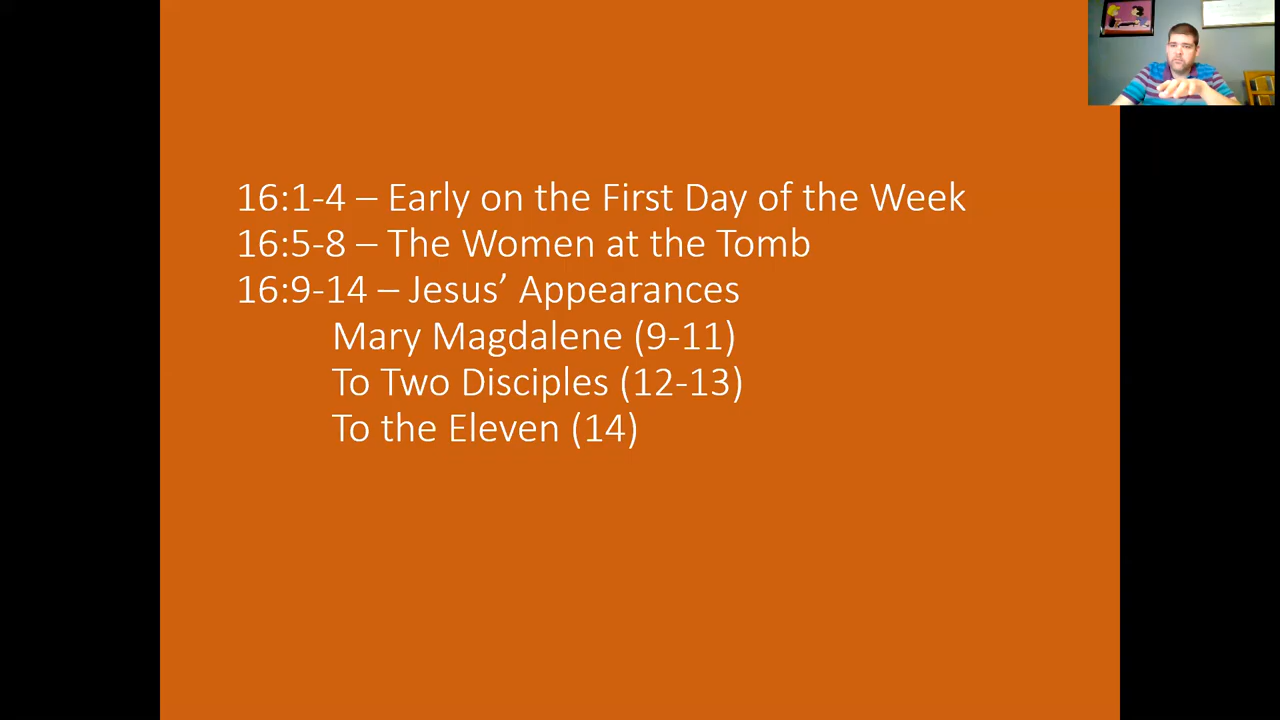 16:1-4 – Early on the First Day of the Week
16:5-8 – The Women at the Tomb
16:9-14 – Jesus’ Appearances
Mary Magdalene (9-11)
To Two Disciples (12-13)
To the Eleven (14)